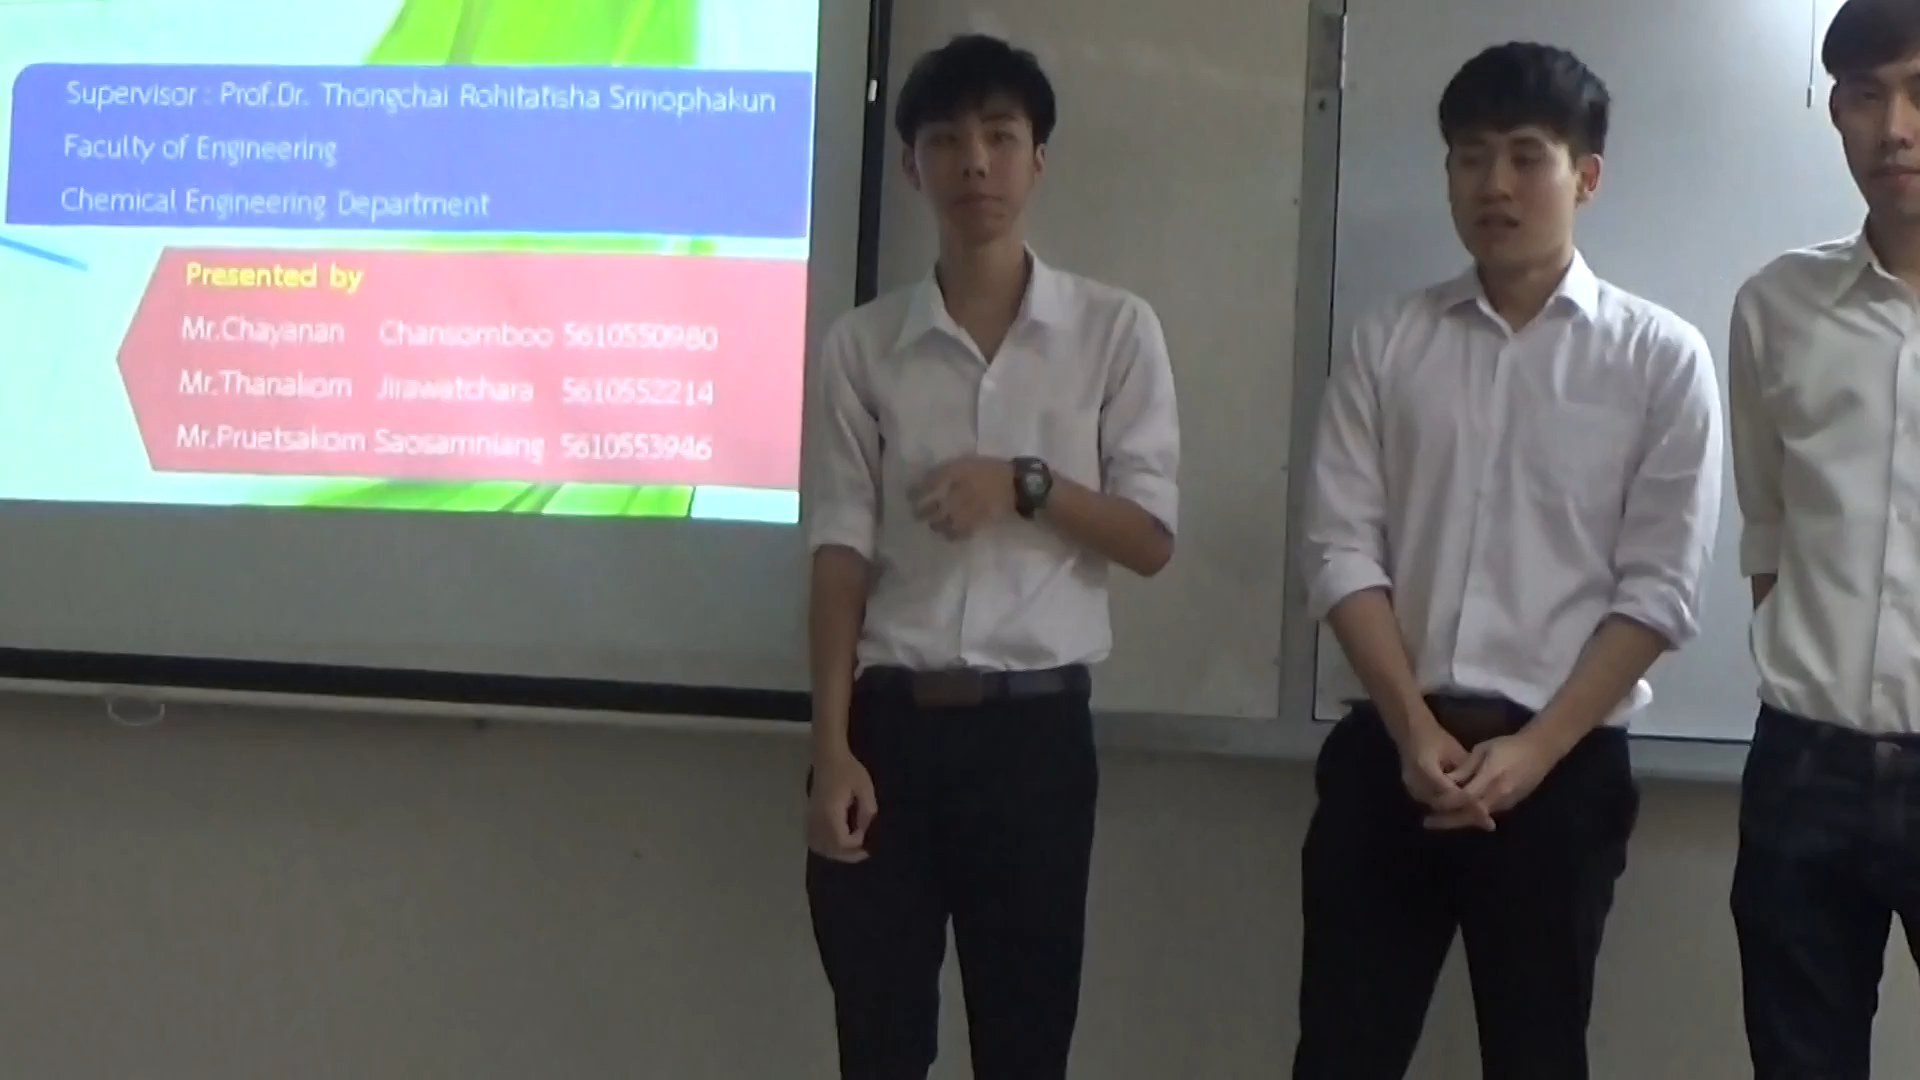 Supervisor : Prof.Dr. Thongchai Rohitatisha Srinophakun
Faculty of Engineering
Chemical Engineering Department
Presented by
Mr.Chayanan Chansomboo 5610550980
Mr.Thanakom Jirawatchara 5610552214
Mr.Pruetsakom Saosamniang 5610553946